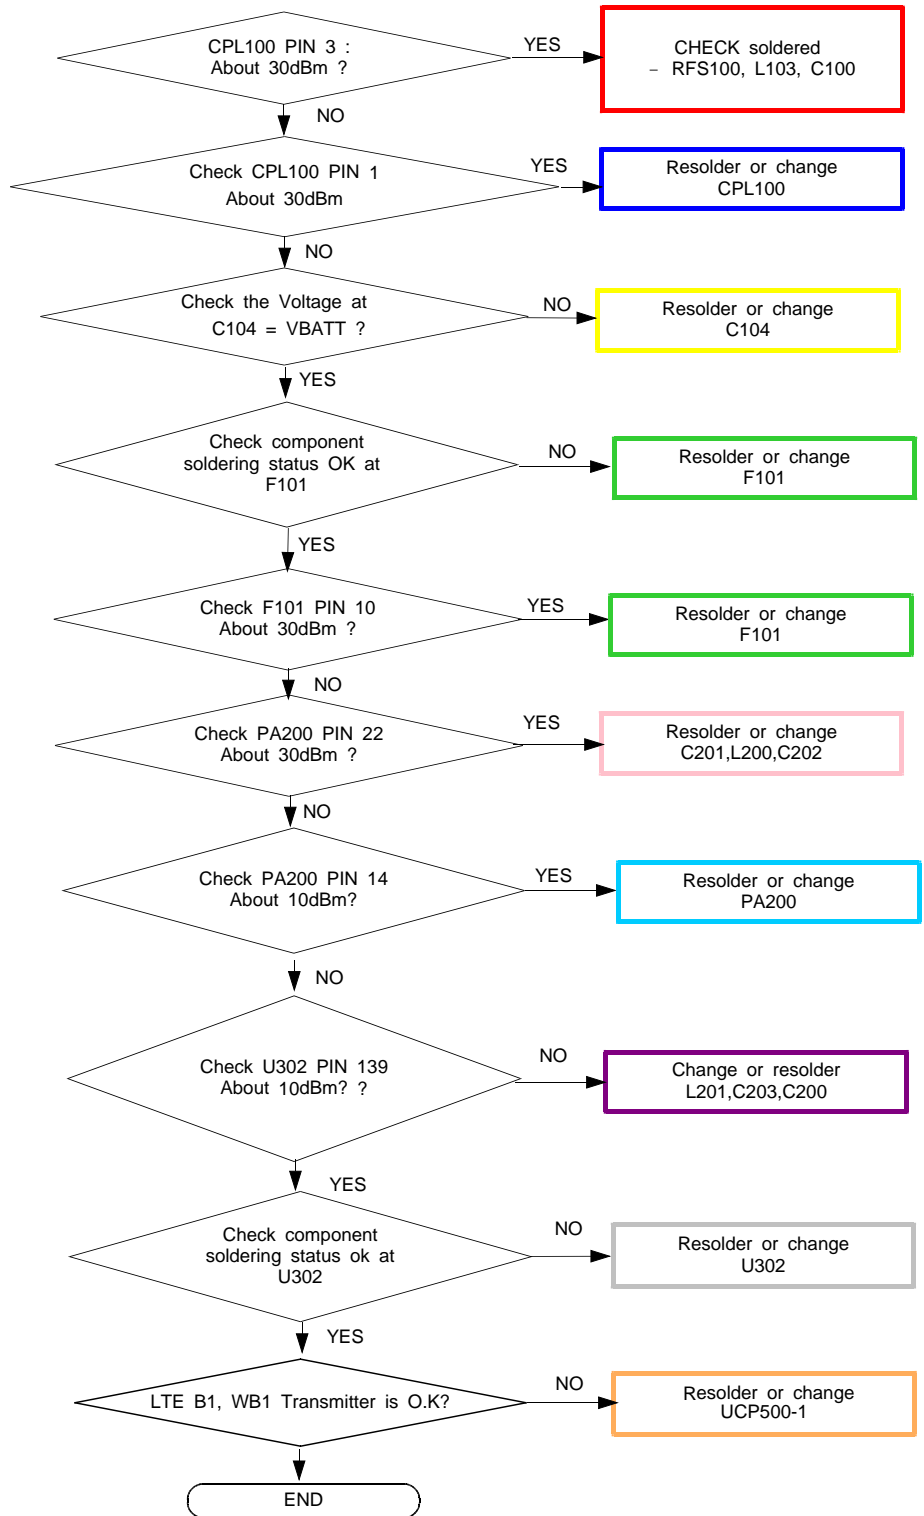 CPL100 PIN 3 :
About 30dBm ?
YES
CHECK soldered
– RFS100, L103, C100
NO
Check CPL100 PIN 1
About 30dBm
YES
Resolder or change
CPL100
NO
Check the Voltage at
C104 = VBATT ?
NO
Resolder or change
C104
YES
Check component
soldering status OK at
F101
NO
Resolder or change
F101
YES
Check F101 PIN 10
About 30dBm ?
YES
Resolder or change
F101
NO
Check PA200 PIN 22
About 30dBm ?
YES
Resolder or change
C201,L200,C202
NO
Check PA200 PIN 14
About 10dBm?
YES
Resolder or change
PA200
NO
Check U302 PIN 139
About 10dBm? ?
NO
Change or resolder
L201,C203,C200
YES
Check component
soldering status ok at
U302
NO
Resolder or change
U302
YES
LTE B1, WB1 Transmitter is O.K?
NO
Resolder or change
UCP500-1
END